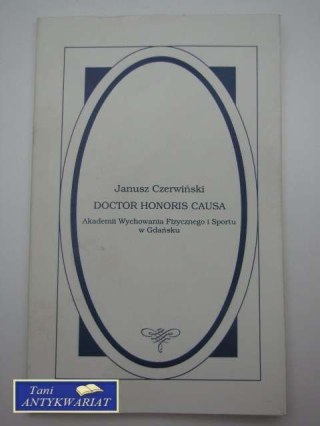 Janusz Czerwiński
DOCTOR HONORIS CAUSA
Akademii Wychowania Fizycznego i Sportu
w Gdańsku
Tani
ANTYKWARIAT